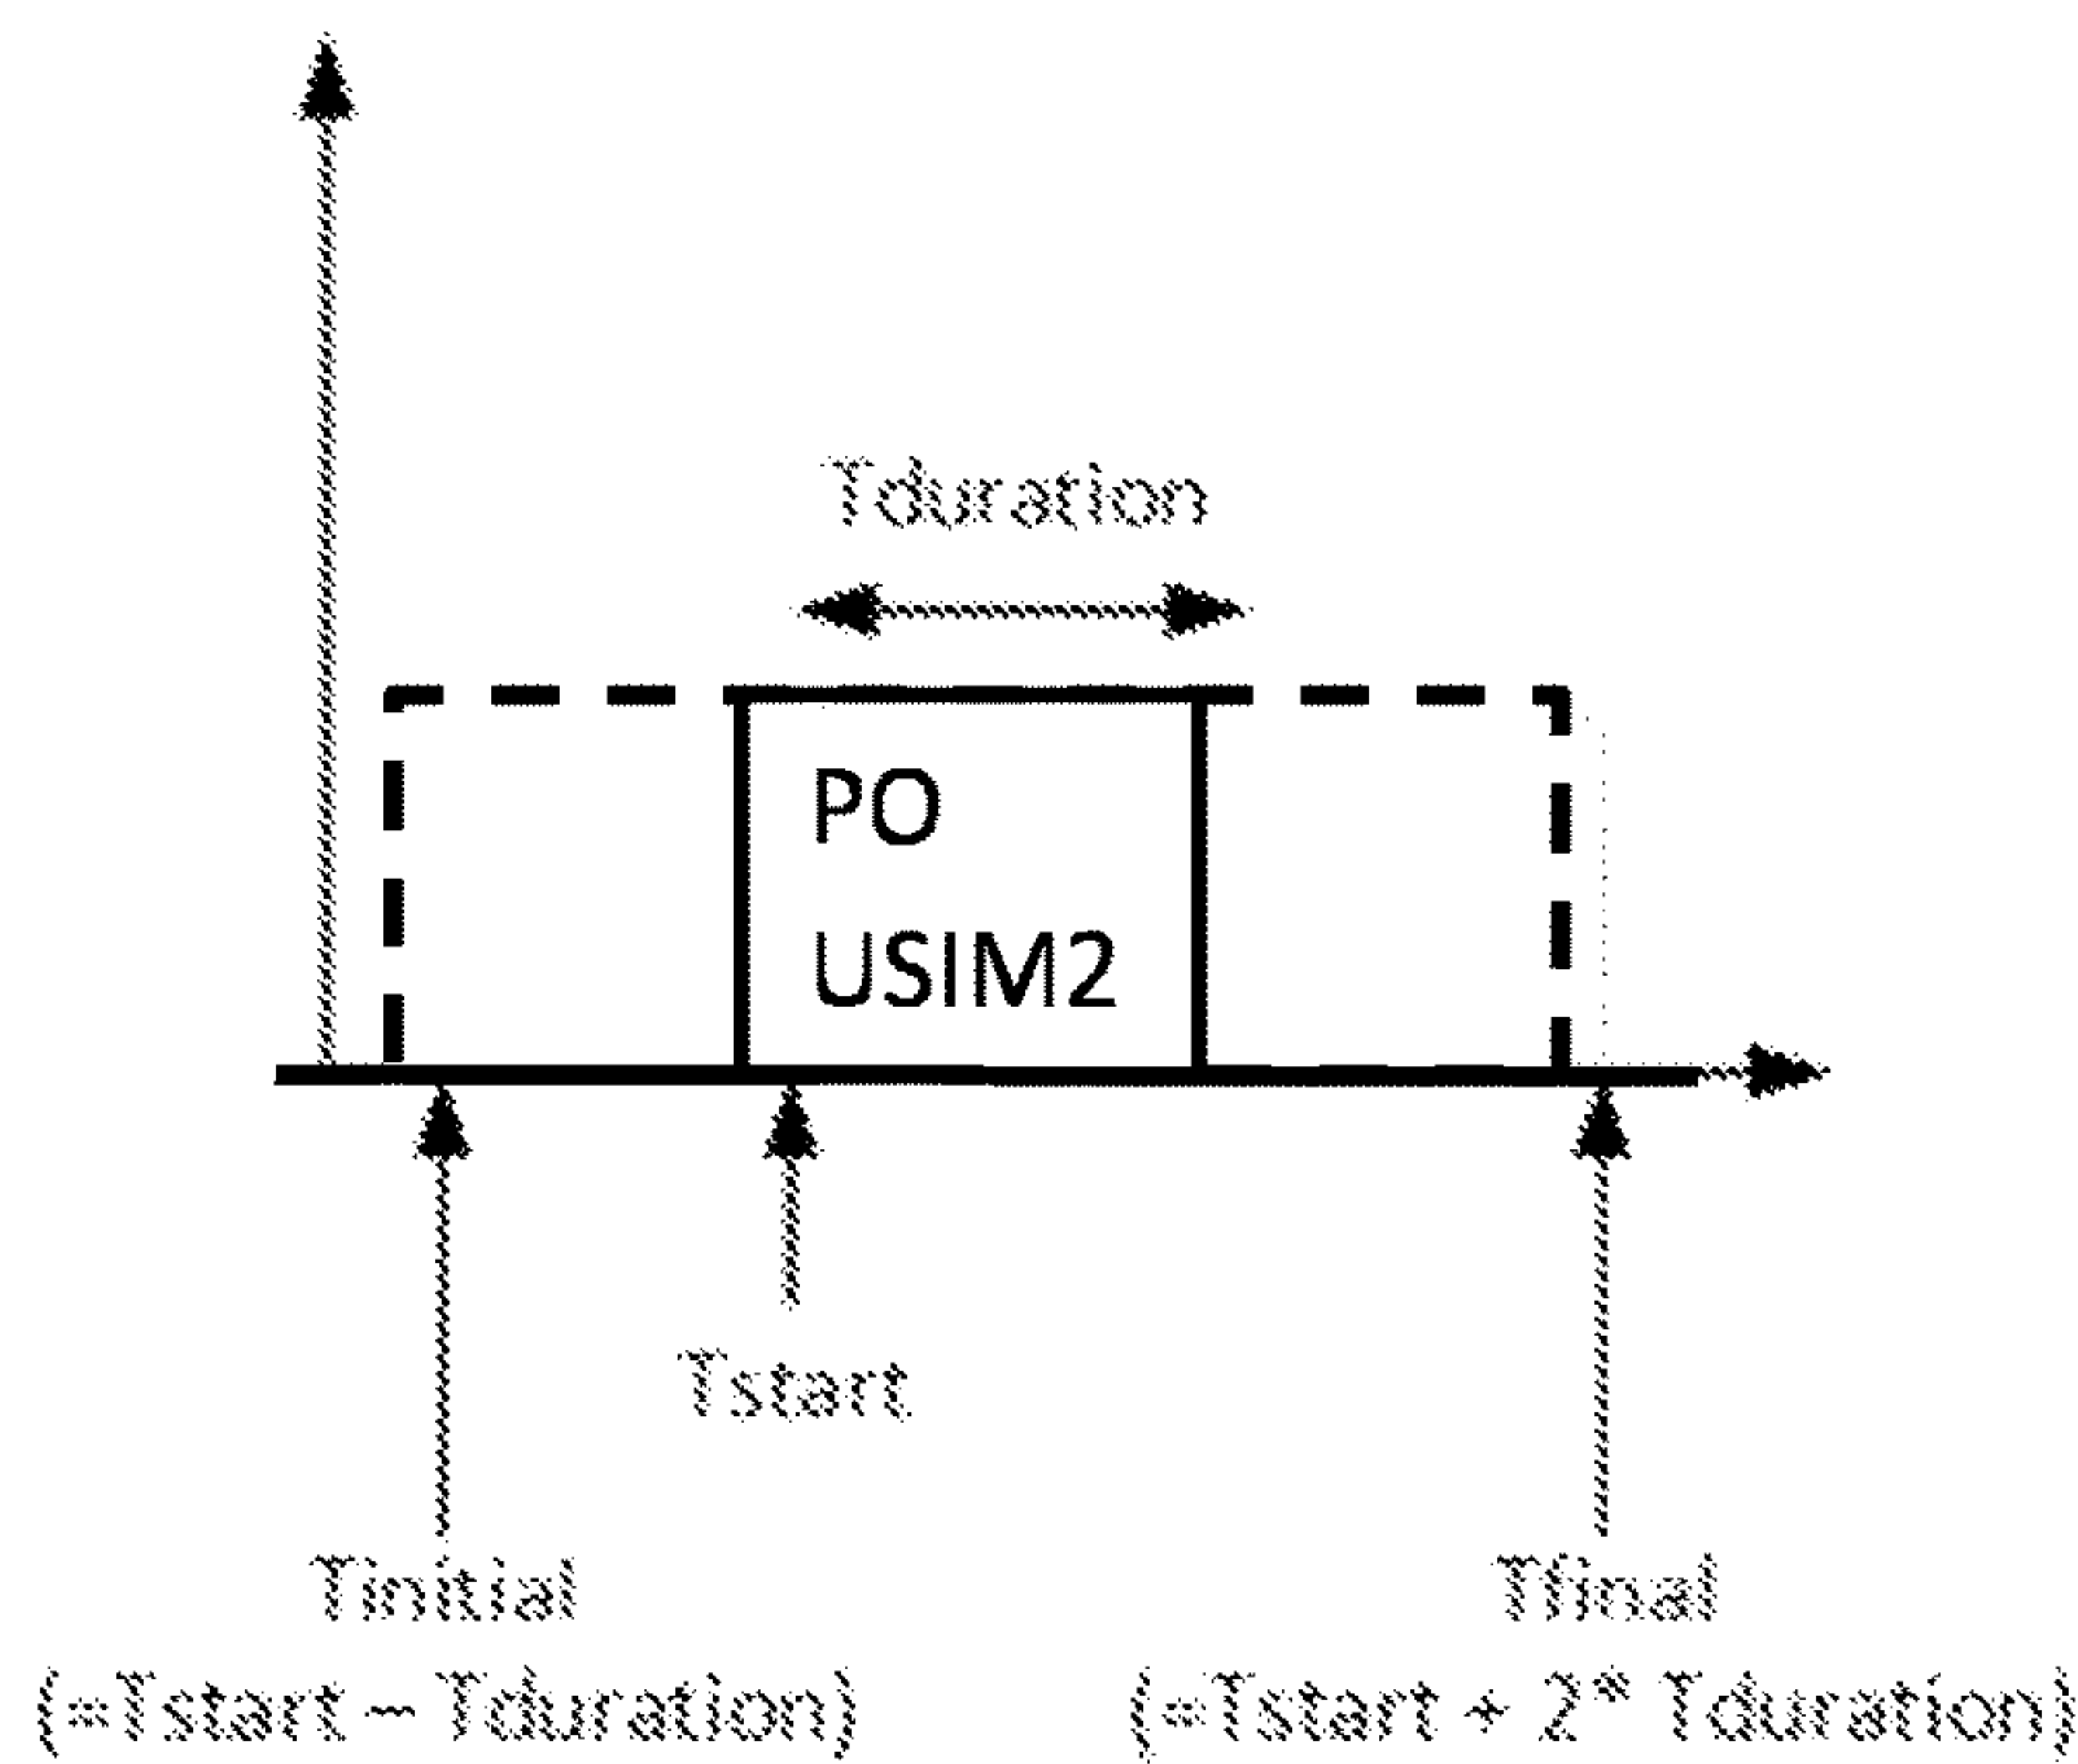 Tduration
PO
USIM2
Tstart
Tinitial
(=Tstart – Tduration)
Tfinal
(=Tstart + 2* Tduration)